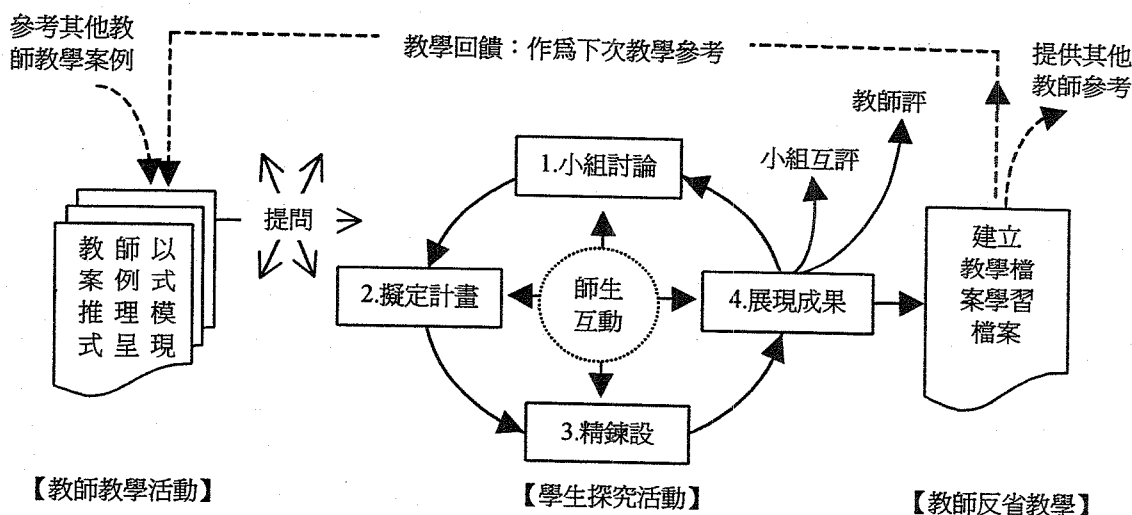 參考其他教
師教學案例
教學回饋：作爲下次教學參考
提供其他
教師參考
教師評
小組互評
1.小組討論
提問
教師以
案例式
推理模
式呈現
2.擬定計畫
師生
互動
4.展現成果
建立
教學檔
案學習
檔案
3.精鍊設
【教師教學活動】
【學生探究活動】
【教師反省教學】